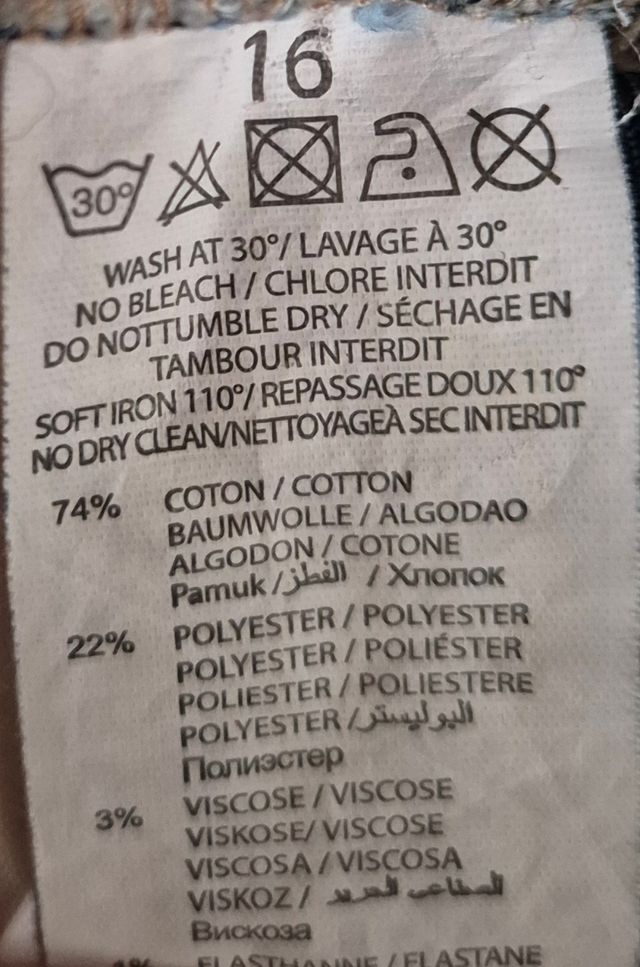 16
30°
WASH AT 30°/ LAVAGE À 30°
NO BLEACH / CHLORE INTERDIT
DO NOTTUMBLE DRY / SÉCHAGE EN
TAMBOUR INTERDIT
SOFT IRON 110°/ REPASSAGE DOUX 110°
NO DRY CLEAN/NETTOYAGEÀ SEC INTERDIT
74% COTON / COTTON
BAUMWOLLE / ALGODAO
ALGODON / COTONE
Pamuk / / Хлопок
22% POLYESTER / POLYESTER
POLYESTER / POLIÉSTER
POLIESTER / POLIESTERE
POLYESTER / البوليستر
Полиэстер
3% VISCOSE / VISCOSE
VISKOSE/ VISCOSE
VISCOSA / VISCOSA
VISKOZ /
Вискоза
1% ELASTHANNE / ELASTANE